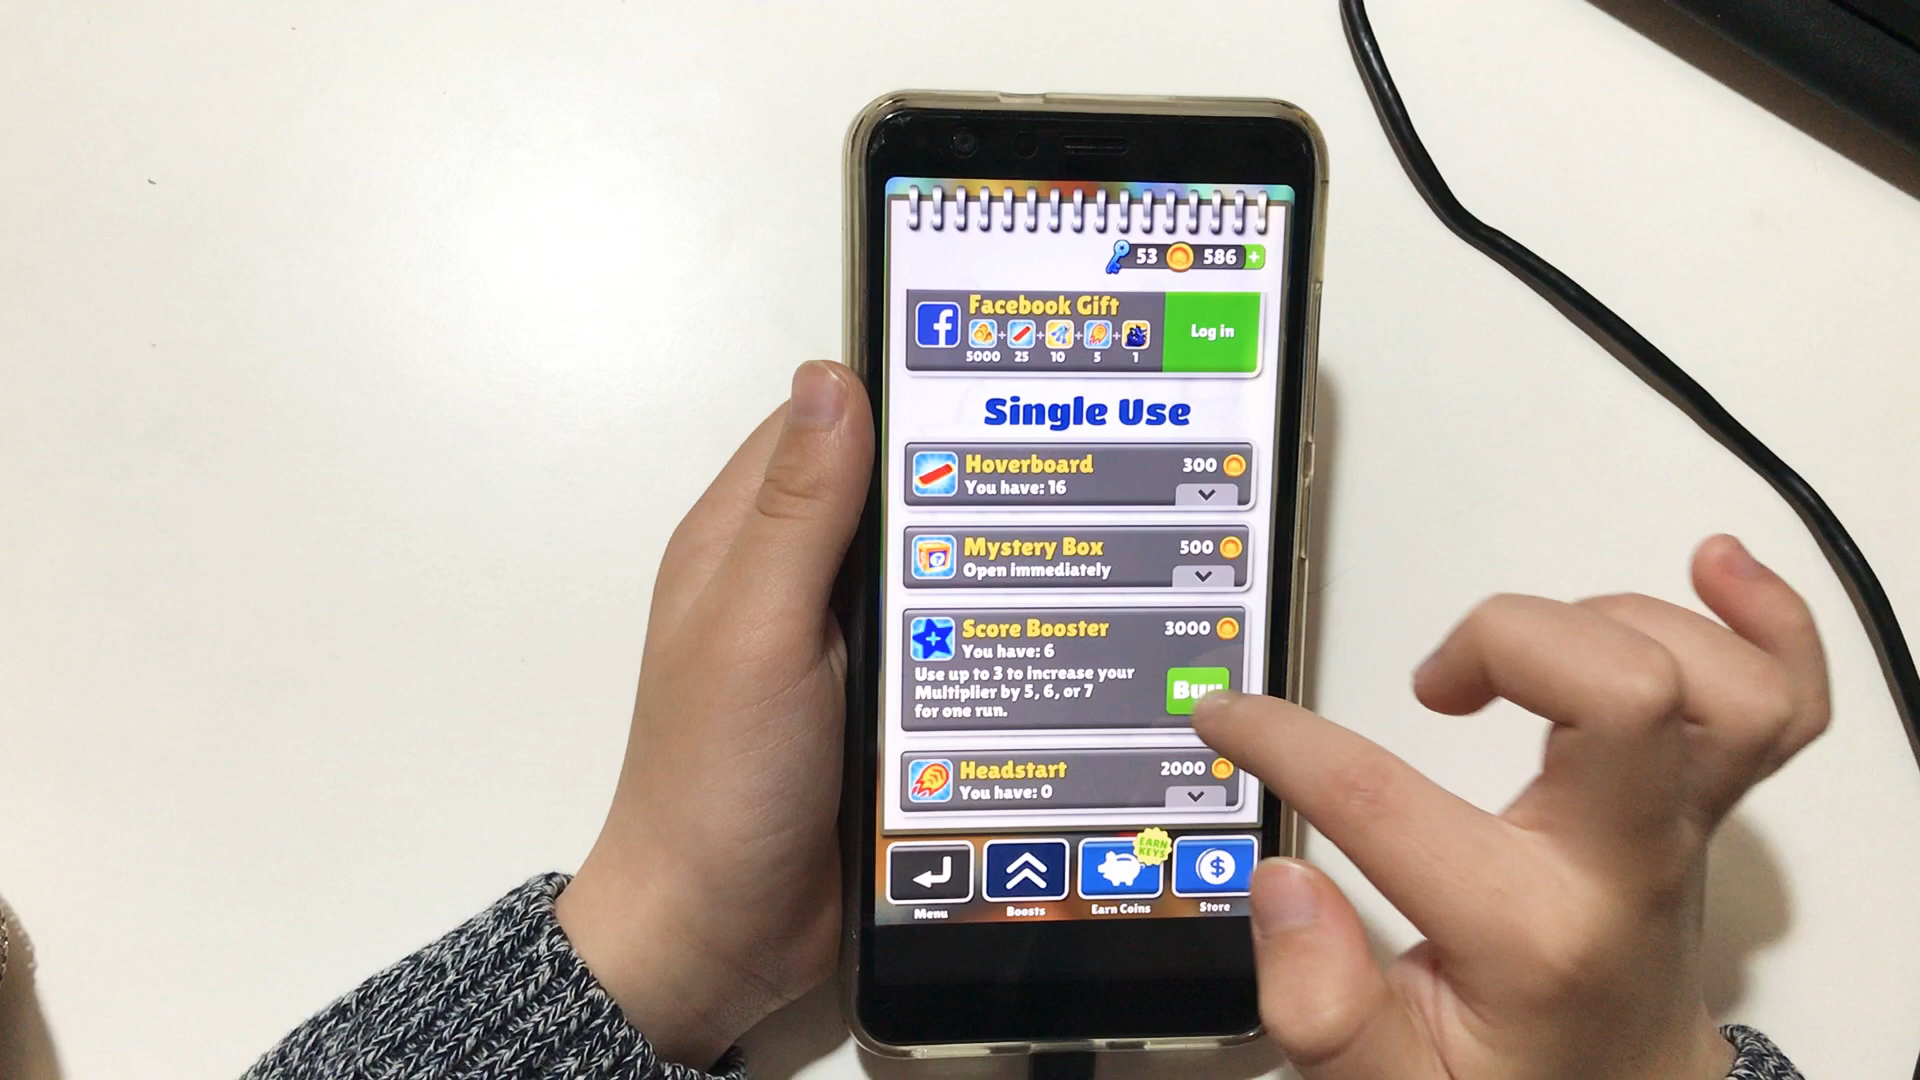 53 586 +
Facebook Gift
5000 25 10 5 1
Log in
Single Use
Hoverboard 300
You have: 16
Mystery Box 500
Open immediately
Score Booster 3000
You have: 6
Use up to 3 to increase your
Multiplier by 5, 6, or 7
for one run.
Buy
Headstart 2000
You have: 0
EARN
KEYS
Menu Boosts Earn Coins Store